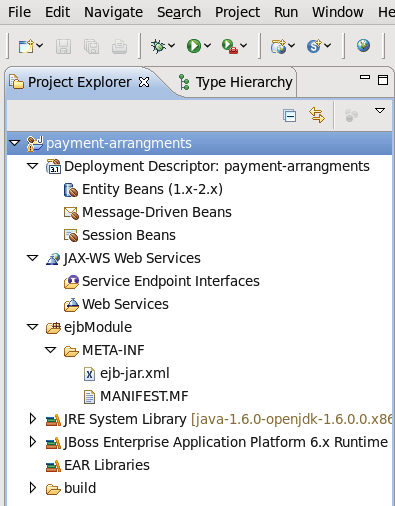 File Edit Navigate Search Project Run Window He
Project Explorer Type Hierarchy
payment-arrangments
Deployment Descriptor: payment-arrangments
Entity Beans (1.x-2.x)
Message-Driven Beans
Session Beans
JAX-WS Web Services
Service Endpoint Interfaces
Web Services
ejbModule
META-INF
ejb-jar.xml
MANIFEST.MF
JRE System Library [java-1.6.0-openjdk-1.6.0.0.x86
JBoss Enterprise Application Platform 6.x Runtime
EAR Libraries
build